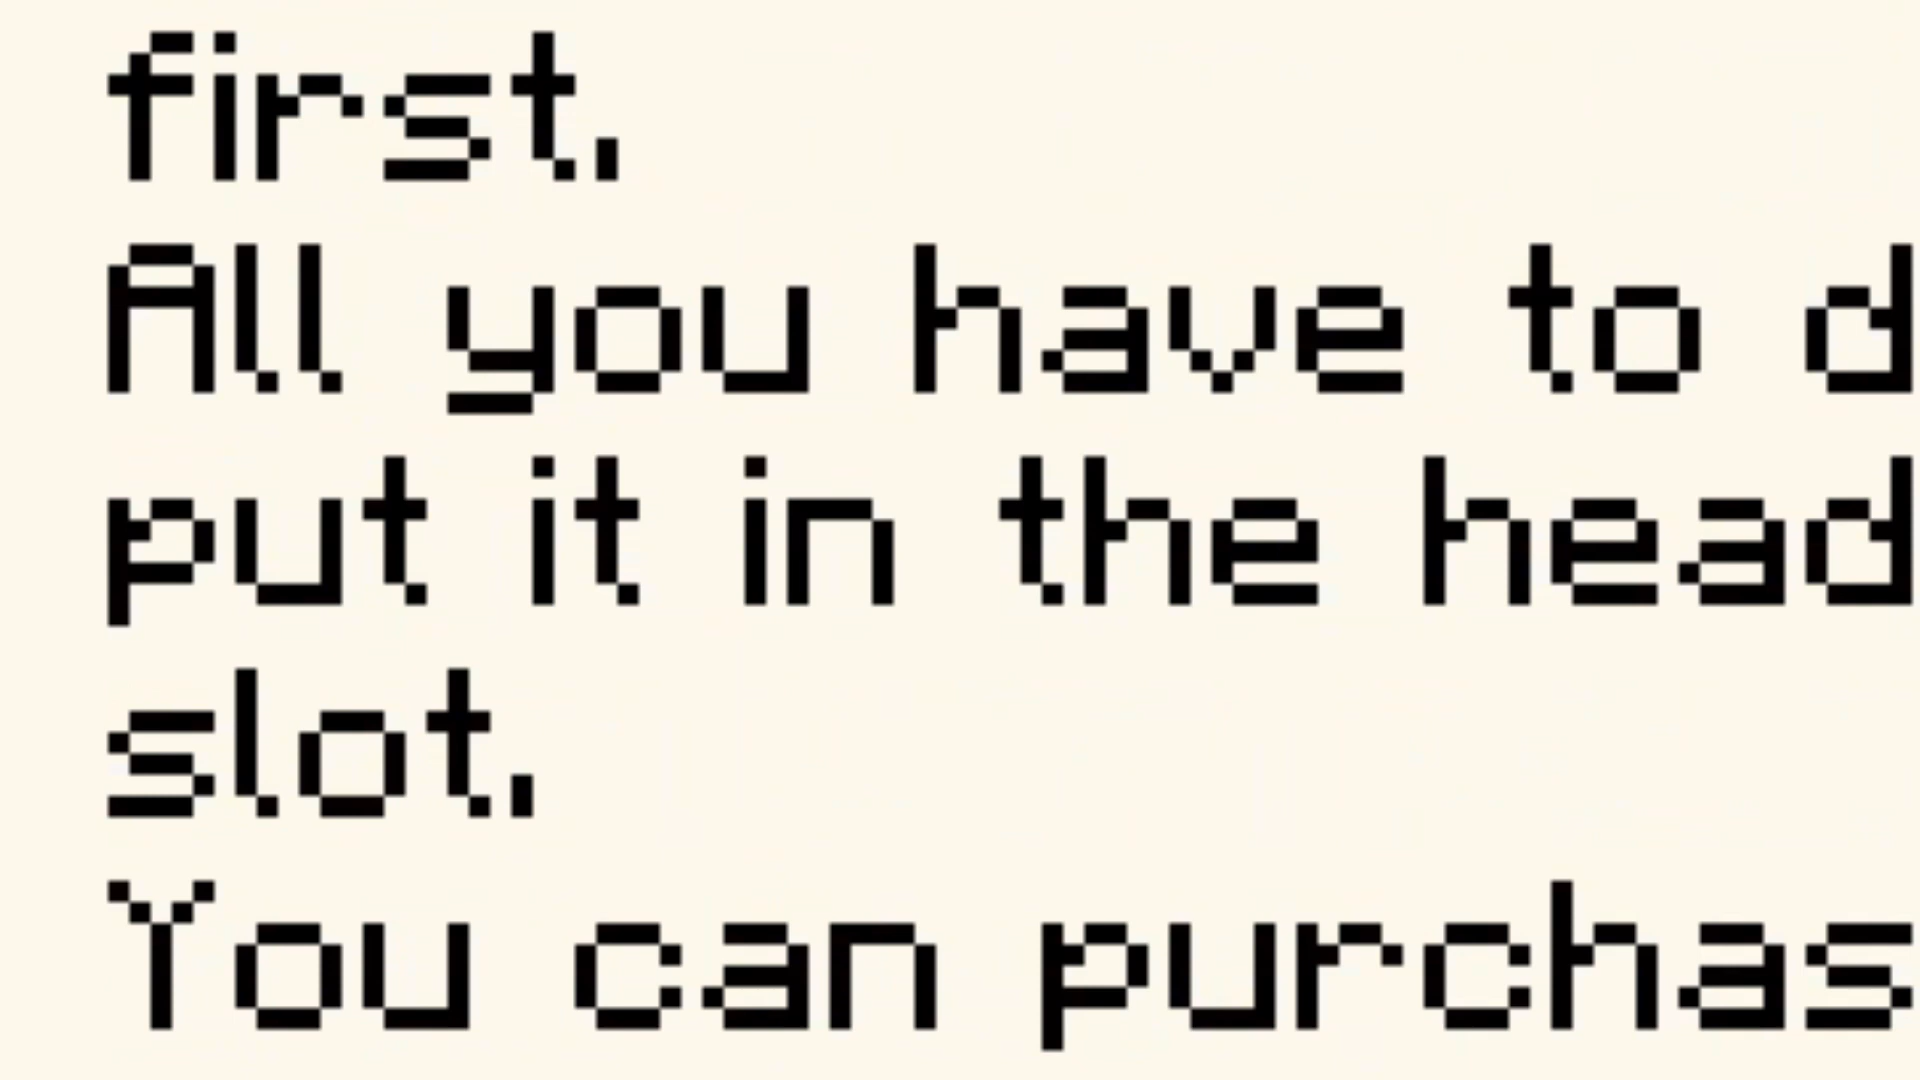 first,
All you have to d
put it in the head
slot,
You can purchas